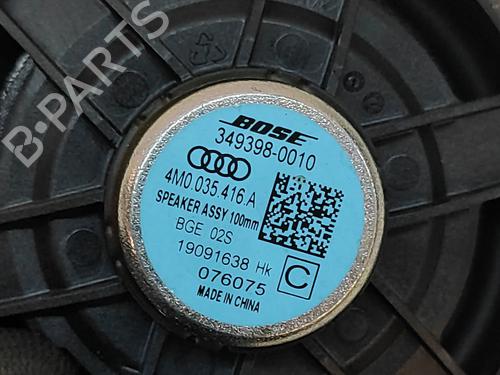 B-PARTS
BOSE
349398-0010
4M0.035.416.A
SPEAKER ASSY 100mm
BGE 02S
19091638 HK
C
076075
MADE IN CHINA